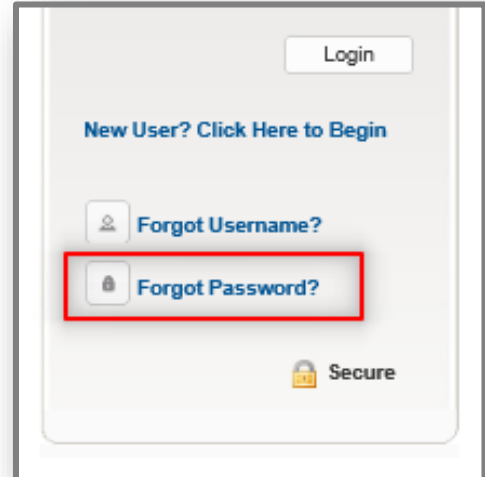 Login
New User? Click Here to Begin
Forgot Username?
Forgot Password?
Secure